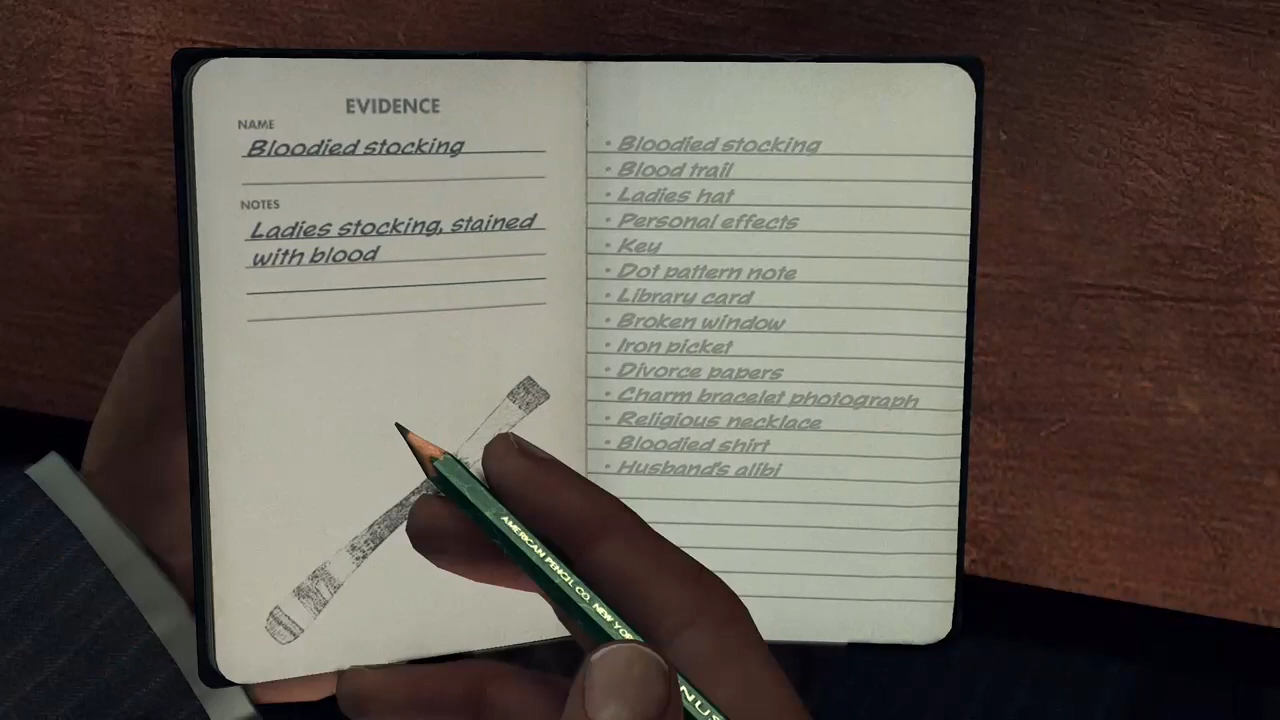 EVIDENCE
NAME
Bloodied stocking
NOTES
Ladies stocking, stained
with blood
• Bloodied stocking
• Blood trail
• Ladies hat
• Personal effects
• Key
• Dot pattern note
• Library card
• Broken window
• Iron picket
• Divorce papers
• Charm bracelet photograph
• Religious necklace
• Bloodied shirt
• Husband's alibi
AMERICAN PENCIL CO. NEW YO
NUS